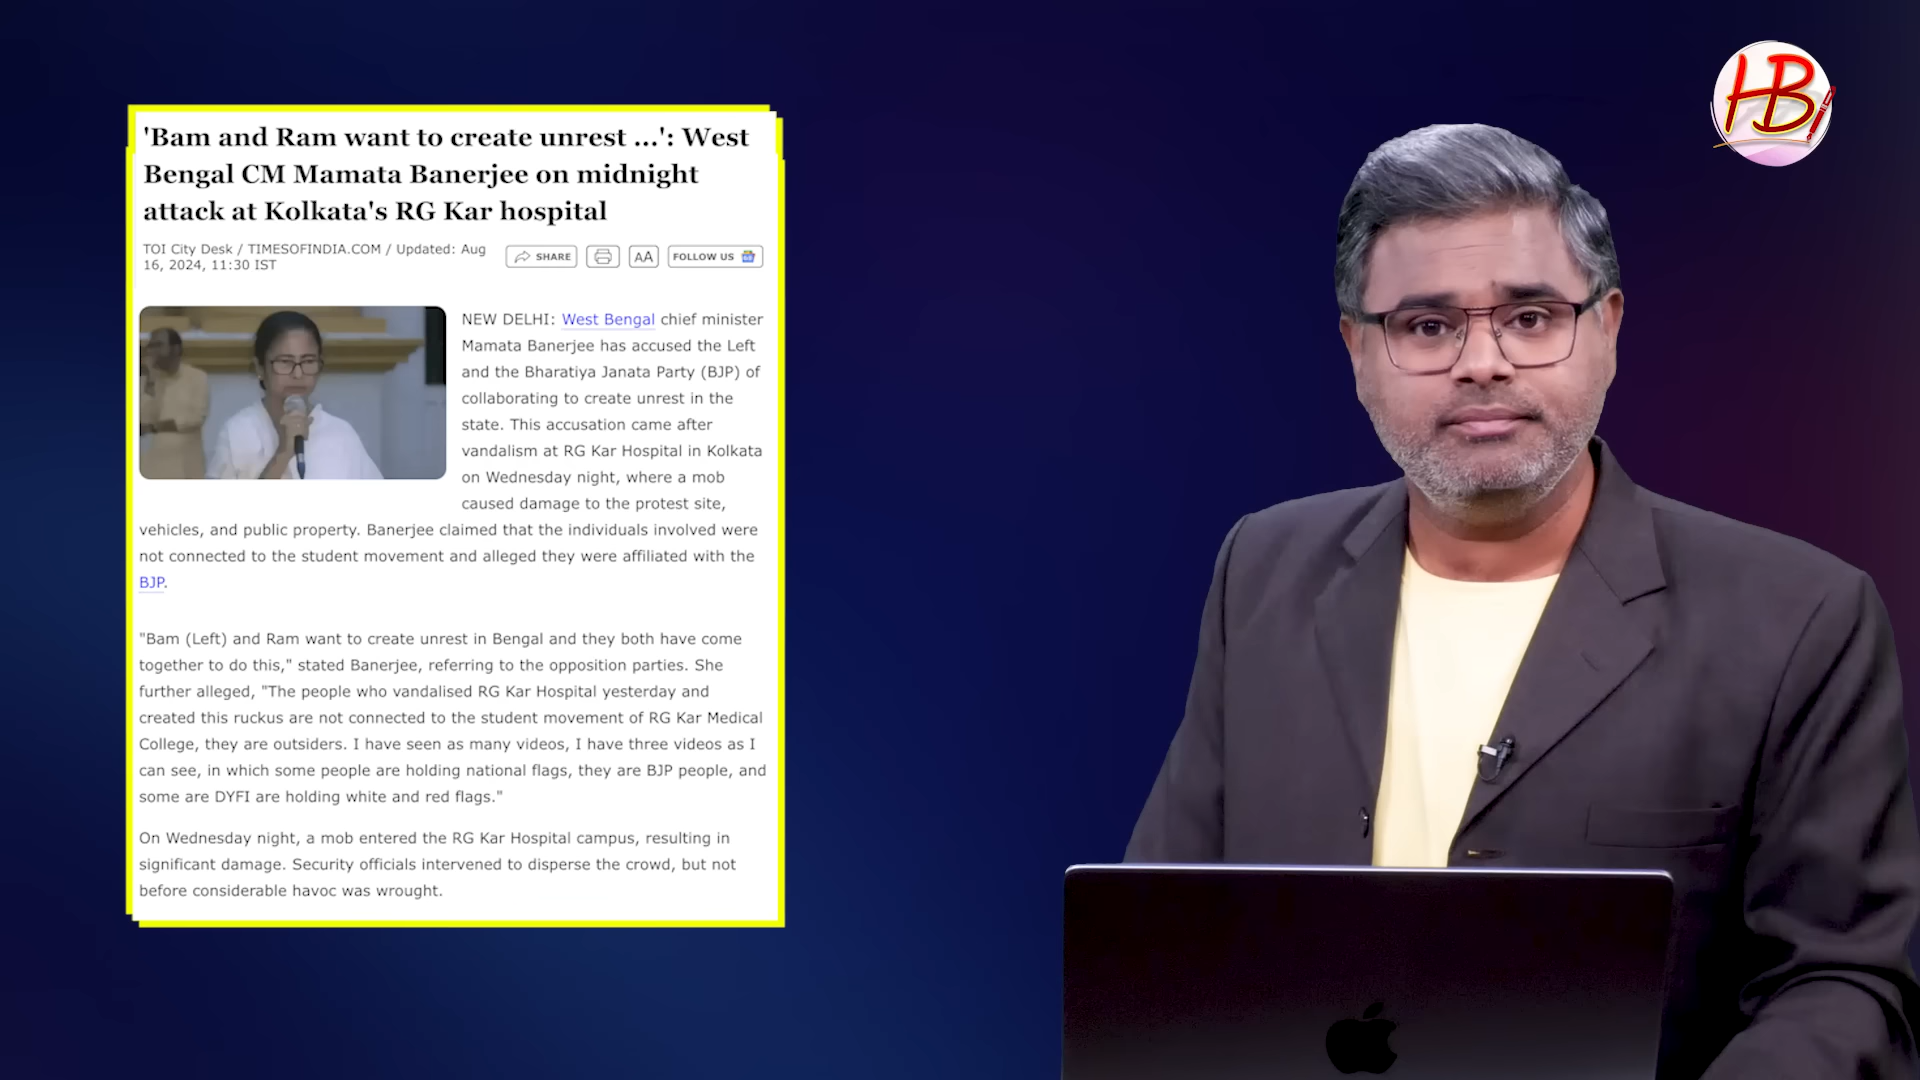 'Bam and Ram want to create unrest ...': West
Bengal CM Mamata Banerjee on midnight
attack at Kolkata's RG Kar hospital
TOI City Desk / TIMESOFINDIA.COM / Updated: Aug
16, 2024, 11:30 IST
SHARE
AA
FOLLOW US
NEW DELHI: West Bengal chief minister
Mamata Banerjee has accused the Left
and the Bharatiya Janata Party (BJP) of
collaborating to create unrest in the
state. This accusation came after
vandalism at RG Kar Hospital in Kolkata
on Wednesday night, where a mob
caused damage to the protest site,
vehicles, and public property. Banerjee claimed that the individuals involved were
not connected to the student movement and alleged they were affiliated with the
BJP.
"Bam (Left) and Ram want to create unrest in Bengal and they both have come
together to do this," stated Banerjee, referring to the opposition parties. She
further alleged, "The people who vandalised RG Kar Hospital yesterday and
created this ruckus are not connected to the student movement of RG Kar Medical
College, they are outsiders. I have seen as many videos, I have three videos as I
can see, in which some people are holding national flags, they are BJP people, and
some are DYFI are holding white and red flags."
On Wednesday night, a mob entered the RG Kar Hospital campus, resulting in
significant damage. Security officials intervened to disperse the crowd, but not
before considerable havoc was wrought.
HB